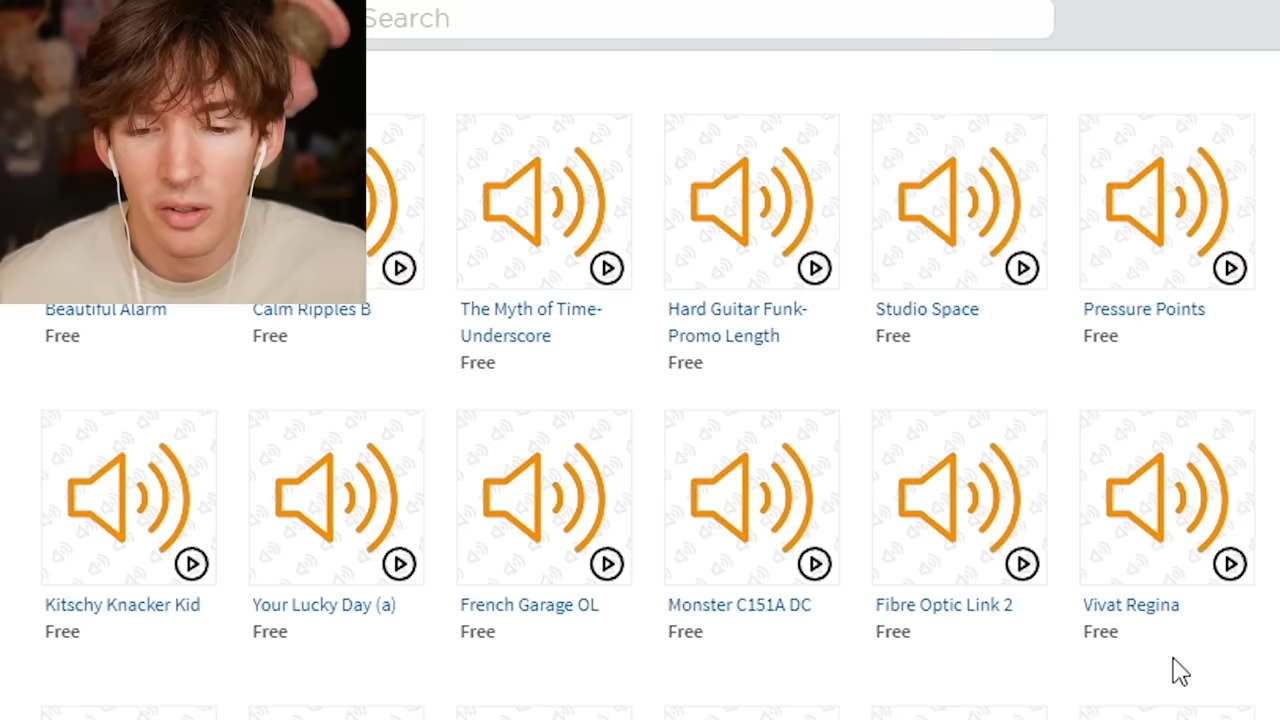 Search
Beautiful Alarm
Free
Calm Ripples B
Free
The Myth of Time-
Underscore
Free
Hard Guitar Funk-
Promo Length
Free
Studio Space
Free
Pressure Points
Free
Kitschy Knacker Kid
Free
Your Lucky Day (a)
Free
French Garage OL
Free
Monster C151A DC
Free
Fibre Optic Link 2
Free
Vivat Regina
Free